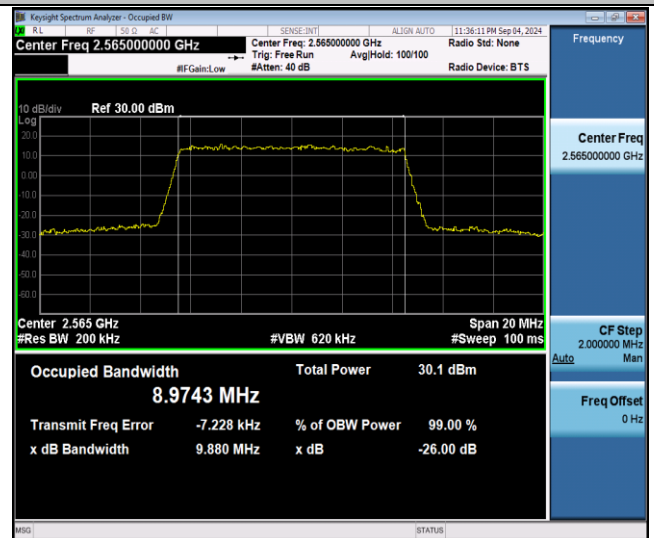 Keysight Spectrum Analyzer - Occupied BW
RL RF 50 Ω AC SENSE:INT ALIGN AUTO 11:36:11 PM Sep 04, 2024
Center Freq 2.565000000 GHz
Center Freq: 2.565000000 GHz Radio Std: None
Trig: Free Run Avg|Hold: 100/100
#IFGain:Low #Atten: 40 dB Radio Device: BTS
10 dB/div Ref 30.00 dBm
Log
20.0
10.0
0.00
-10.0
-20.0
-30.0
-40.0
-50.0
-60.0
Center 2.565 GHz Span 20 MHz
#Res BW 200 kHz #VBW 620 kHz #Sweep 100 ms
Occupied Bandwidth Total Power 30.1 dBm
8.9743 MHz
Transmit Freq Error -7.228 kHz % of OBW Power 99.00 %
x dB Bandwidth 9.880 MHz x dB -26.00 dB
MSG STATUS
Frequency
Center Freq
2.565000000 GHz
CF Step
2.000000 MHz
Auto Man
Freq Offset
0 Hz